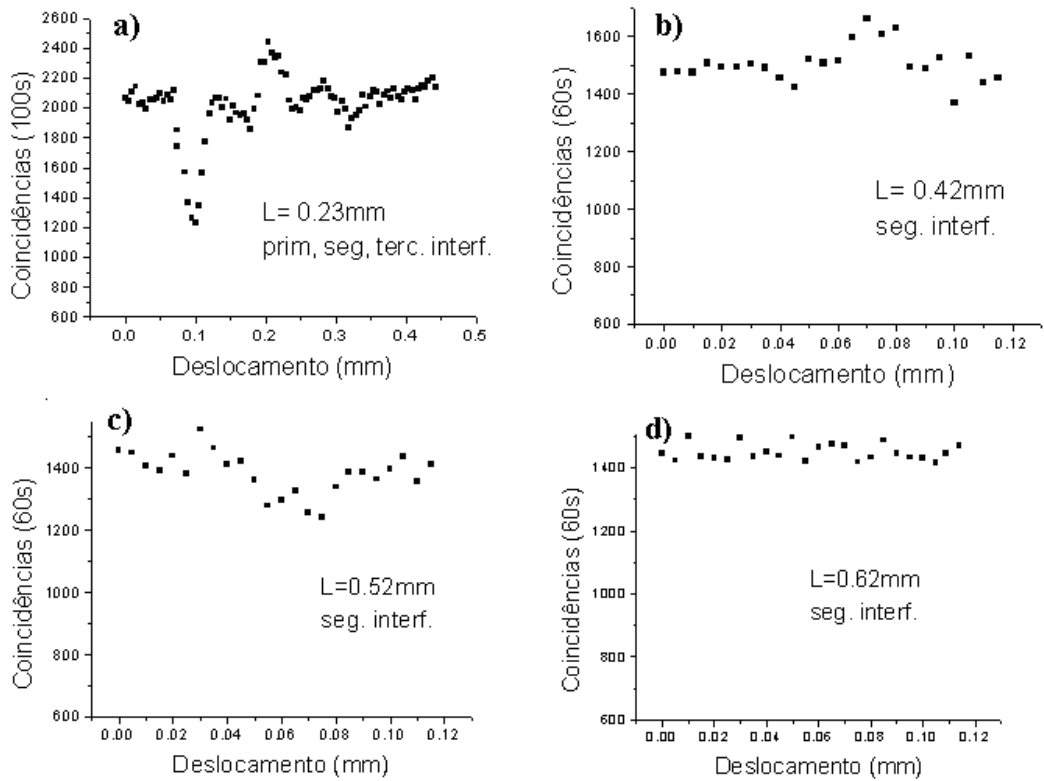 a)
2600
2400
2200
2000
1800
1600
1400
1200
1000
800
600
Coincidências (100s)
L= 0.23mm
prim, seg, terc. interf.
0.0 0.1 0.2 0.3 0.4 0.5
Deslocamento (mm)
b)
1600
1400
1200
1000
800
600
Coincidências (60s)
L= 0.42mm
seg. interf.
0.00 0.02 0.04 0.06 0.08 0.10 0.12
Deslocamento (mm)
c)
1400
1200
1000
800
600
Coincidências (60s)
L=0.52mm
seg. interf.
0.00 0.02 0.04 0.06 0.08 0.10 0.12
Deslocamento (mm)
d)
1400
1200
1000
800
600
Coincidências (60s)
L=0.62mm
seg. interf.
0.00 0.02 0.04 0.06 0.08 0.10 0.12
Deslocamento (mm)